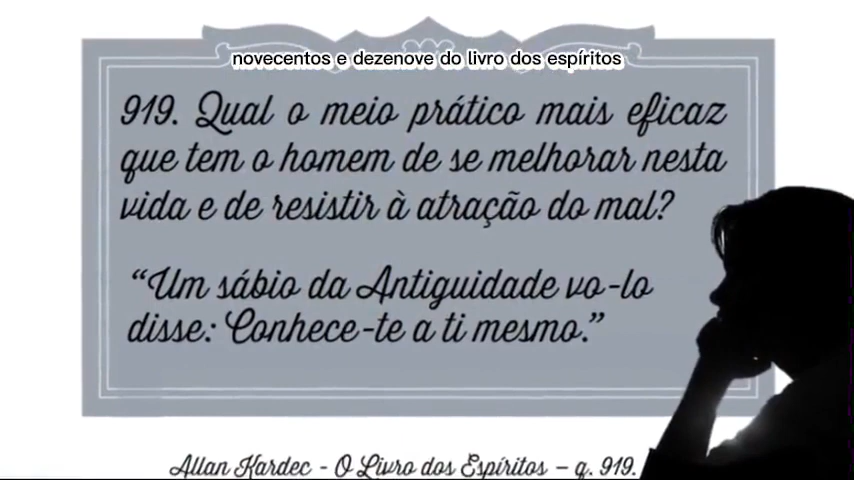 novecentos e dezenove do livro dos espíritos
919. Qual o meio prático mais eficaz
que tem o homem de se melhorar nesta
vida e de resistir à atração do mal?
“Um sábio da Antiguidade vo-lo
disse: Conhece-te a ti mesmo.”
Allan Kardec - O Livro dos Espíritos – q. 919.